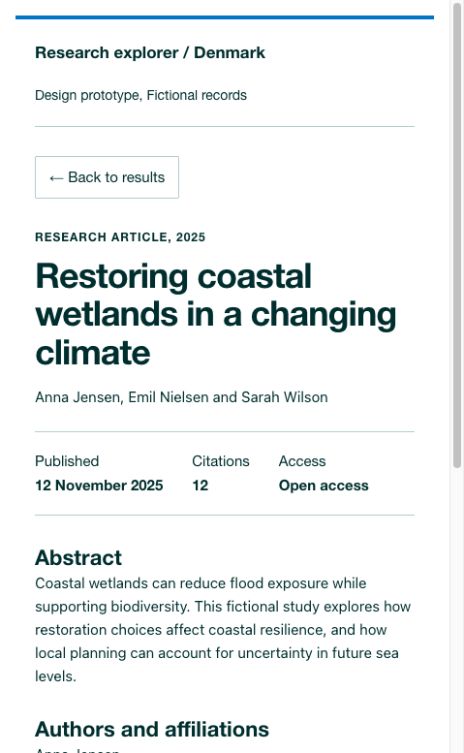 Research explorer / Denmark
Design prototype, Fictional records
← Back to results
RESEARCH ARTICLE, 2025
Restoring coastal
wetlands in a changing
climate
Anna Jensen, Emil Nielsen and Sarah Wilson
Published Citations Access
12 November 2025 12 Open access
Abstract
Coastal wetlands can reduce flood exposure while
supporting biodiversity. This fictional study explores how
restoration choices affect coastal resilience, and how
local planning can account for uncertainty in future sea
levels.
Authors and affiliations
Anna Jensen